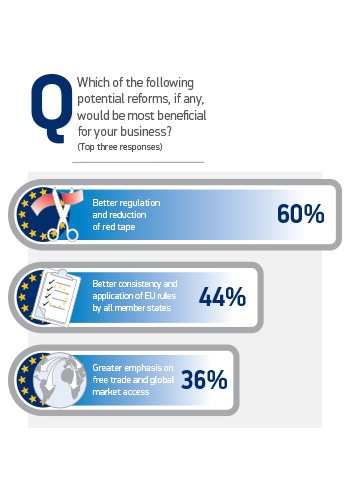 Q
Which of the following
potential reforms, if any,
would be most beneficial
for your business?
(Top three responses)
Better regulation
and reduction
of red tape
60%
Better consistency and
application of EU rules
by all member states
44%
Greater emphasis on
free trade and global
market access
36%